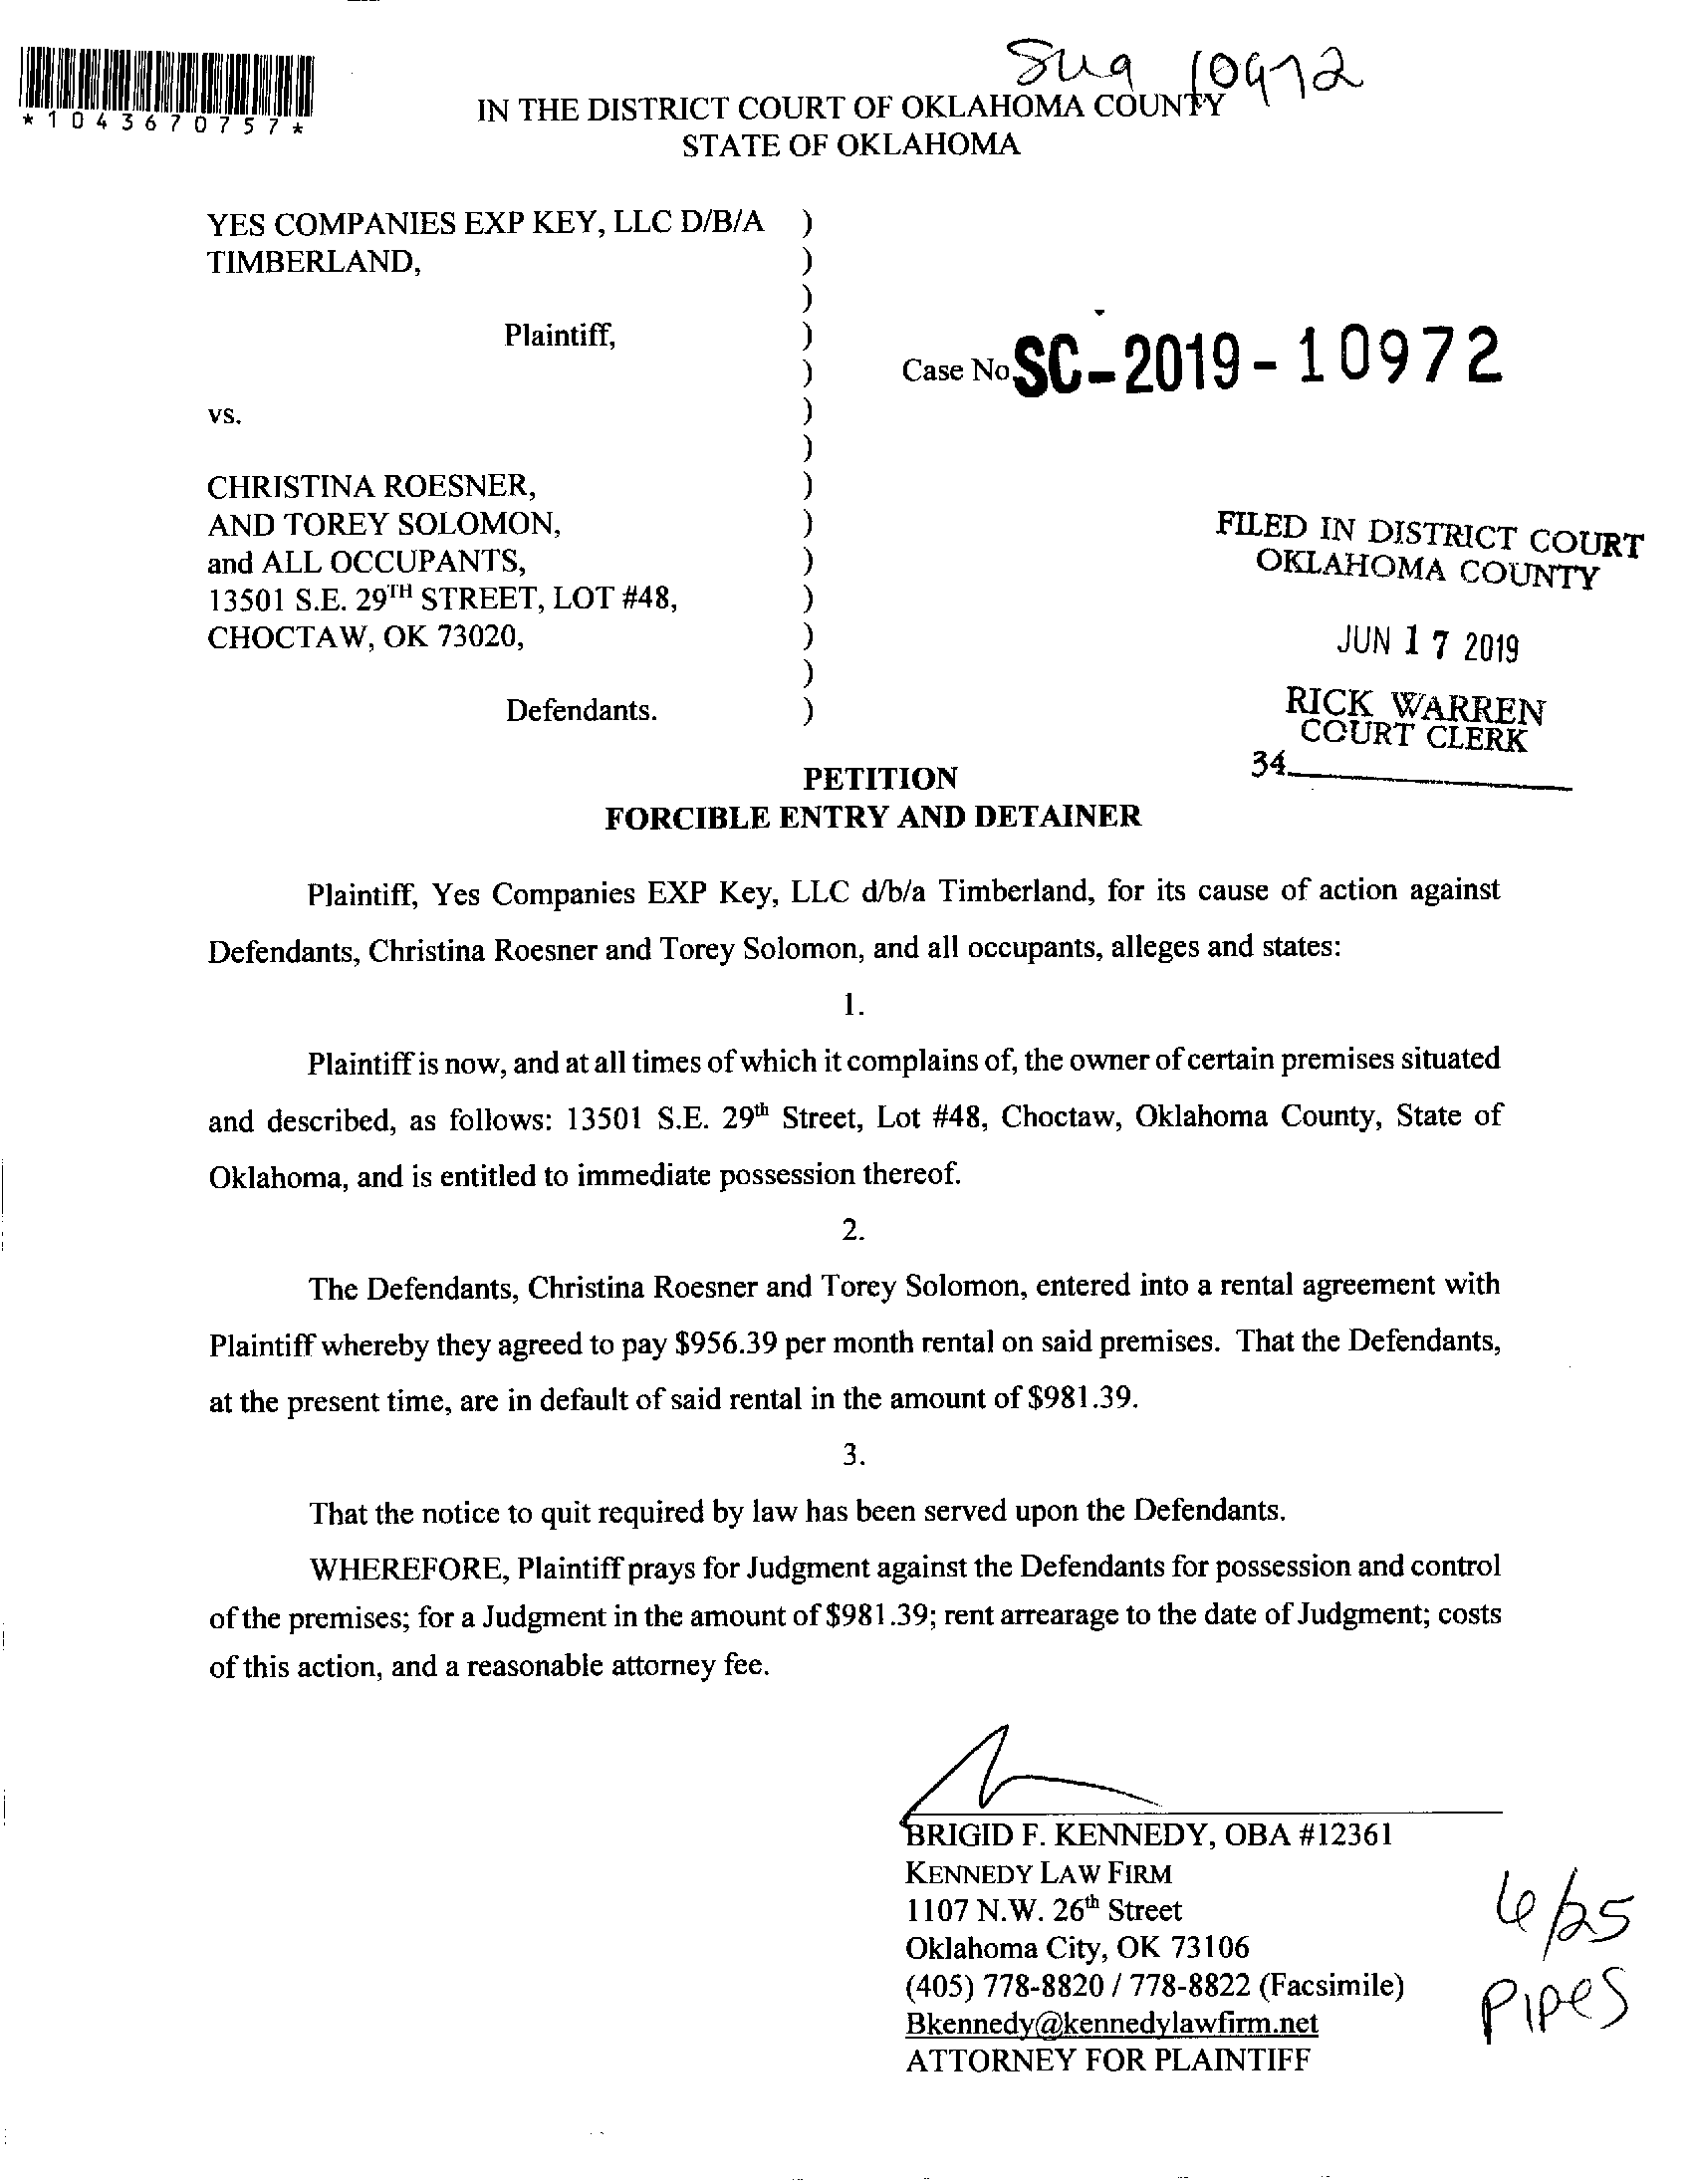 *1043670757*
10972
IN THE DISTRICT COURT OF OKLAHOMA COUNTY
STATE OF OKLAHOMA
YES COMPANIES EXP KEY, LLC D/B/A )
TIMBERLAND, )
)
Plaintiff, )
) Case No. SC-2019-10972
vs. )
)
CHRISTINA ROESNER, )
AND TOREY SOLOMON, )
and ALL OCCUPANTS, )
13501 S.E. 29TH STREET, LOT #48, )
CHOCTAW, OK 73020, )
)
Defendants. )
FILED IN DISTRICT COURT
OKLAHOMA COUNTY
JUN 17 2019
RICK WARREN
COURT CLERK
34
PETITION
FORCIBLE ENTRY AND DETAINER
Plaintiff, Yes Companies EXP Key, LLC d/b/a Timberland, for its cause of action against
Defendants, Christina Roesner and Torey Solomon, and all occupants, alleges and states:
1.
Plaintiff is now, and at all times of which it complains of, the owner of certain premises situated
and described, as follows: 13501 S.E. 29th Street, Lot #48, Choctaw, Oklahoma County, State of
Oklahoma, and is entitled to immediate possession thereof.
2.
The Defendants, Christina Roesner and Torey Solomon, entered into a rental agreement with
Plaintiff whereby they agreed to pay $956.39 per month rental on said premises. That the Defendants,
at the present time, are in default of said rental in the amount of $981.39.
3.
That the notice to quit required by law has been served upon the Defendants.
WHEREFORE, Plaintiff prays for Judgment against the Defendants for possession and control
of the premises; for a Judgment in the amount of $981.39; rent arrearage to the date of Judgment; costs
of this action, and a reasonable attorney fee.
BRIGID F. KENNEDY, OBA #12361
KENNEDY LAW FIRM
1107 N.W. 26th Street
Oklahoma City, OK 73106
(405) 778-8820 / 778-8822 (Facsimile)
Bkennedy@kennedylawfirm.net
ATTORNEY FOR PLAINTIFF
6/25
Pipes